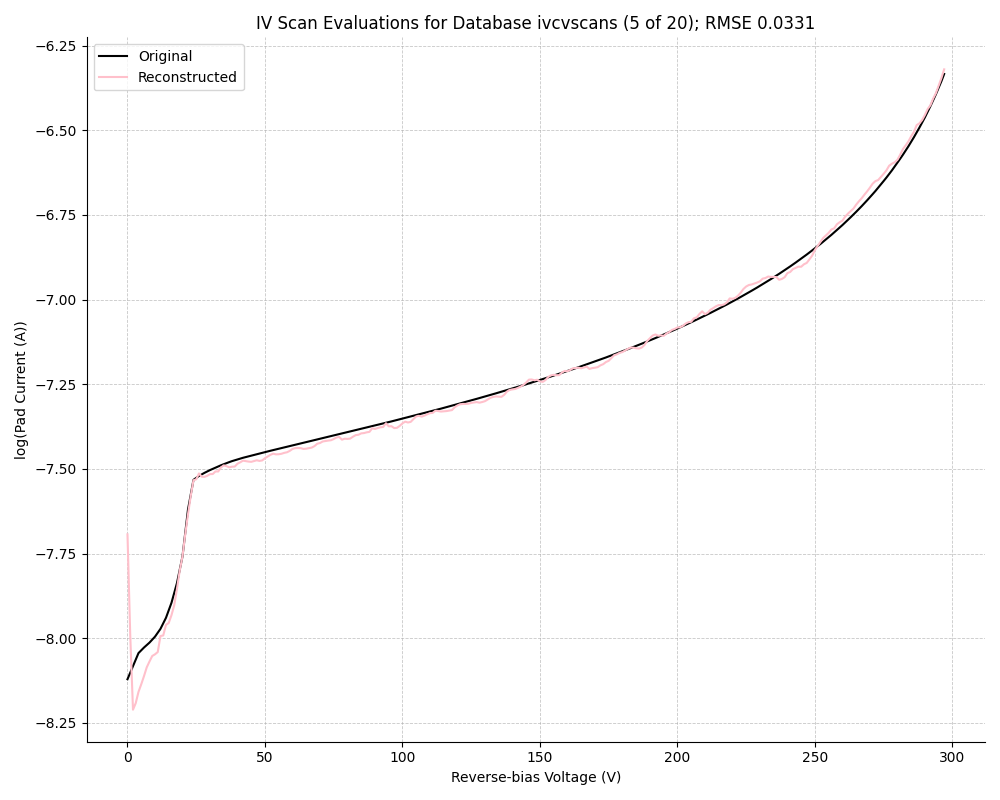 IV Scan Evaluations for Database ivcvscans (5 of 20); RMSE 0.0331
Original
Reconstructed
−6.25
−6.50
−6.75
−7.00
−7.25
−7.50
−7.75
−8.00
−8.25
log(Pad Current (A))
0 50 100 150 200 250 300
Reverse-bias Voltage (V)